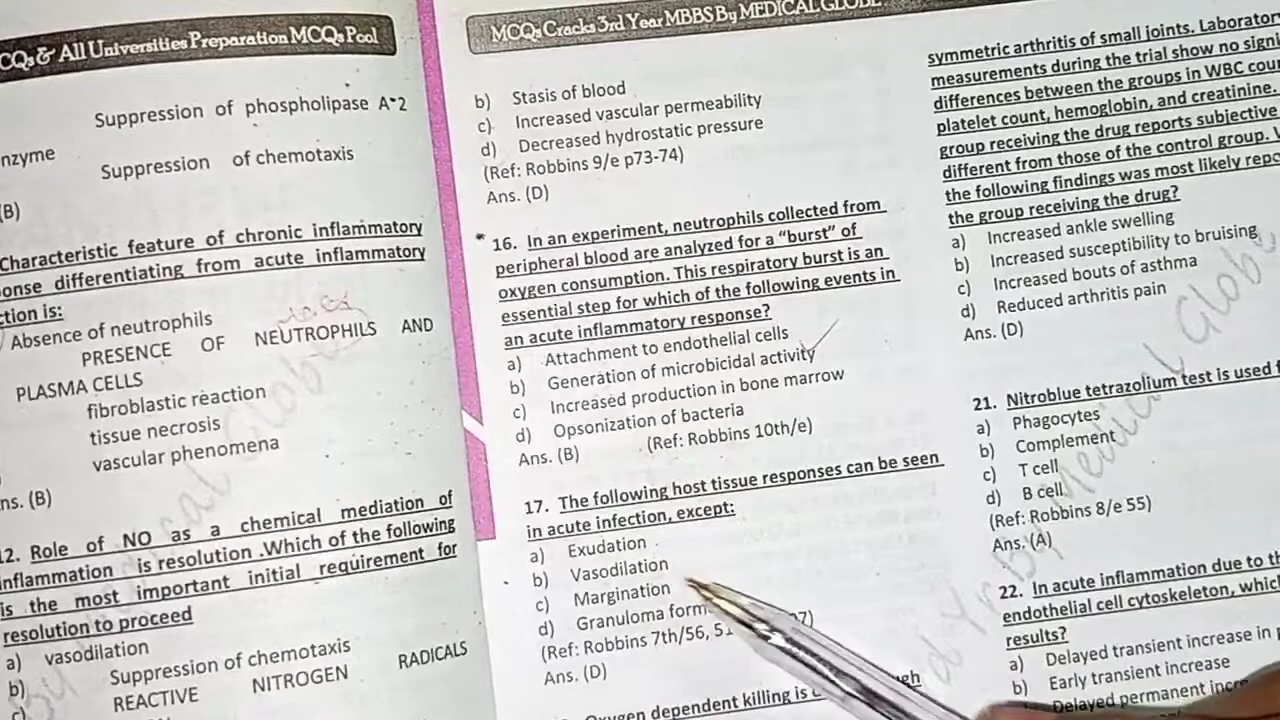 CQs & All Universities Preparation MCQs Pool
Suppression of phospholipase A*2
nzyme
Suppression of chemotaxis
(B)
Characteristic feature of chronic inflammatory
onse differentiating from acute inflammatory
ction is:
Absence of neutrophils
PRESENCE OF NEUTROPHILS AND
PLASMA CELLS
fibroblastic reaction
tissue necrosis
vascular phenomena
ns. (B)
12. Role of NO as a chemical mediation of
inflammation is resolution .Which of the following
is the most important initial requirement for
resolution to proceed
a) vasodilation
b) Suppression of chemotaxis
c) REACTIVE NITROGEN RADICALS
MCQs Cracks 3rd Year MBBS By MEDICAL GLOBE
b) Stasis of blood
c) Increased vascular permeability
d) Decreased hydrostatic pressure
(Ref: Robbins 9/e p73-74)
Ans. (D)
16. In an experiment, neutrophils collected from
peripheral blood are analyzed for a “burst” of
oxygen consumption. This respiratory burst is an
essential step for which of the following events in
an acute inflammatory response?
a) Attachment to endothelial cells
b) Generation of microbicidal activity
c) Increased production in bone marrow
d) Opsonization of bacteria
Ans. (B) (Ref: Robbins 10th/e)
17. The following host tissue responses can be seen
in acute infection, except:
a) Exudation
b) Vasodilation
c) Margination
d) Granuloma form
(Ref: Robbins 7th/56, 51 7)
Ans. (D)
Oxygen dependent killing is
symmetric arthritis of small joints. Laborator
measurements during the trial show no signi
differences between the groups in WBC cour
platelet count, hemoglobin, and creatinine.
group receiving the drug reports subjective
different from those of the control group. W
the following findings was most likely repo
the group receiving the drug?
a) Increased ankle swelling
b) Increased susceptibility to bruising
c) Increased bouts of asthma
d) Reduced arthritis pain
Ans. (D)
21. Nitroblue tetrazolium test is used f
a) Phagocytes
b) Complement
c) T cell
d) B cell
(Ref: Robbins 8/e 55)
Ans. (A)
22. In acute inflammation due to th
endothelial cell cytoskeleton, whic
results?
a) Delayed transient increase in p
b) Early transient increase
Delayed permanent incr
by Medical Globe